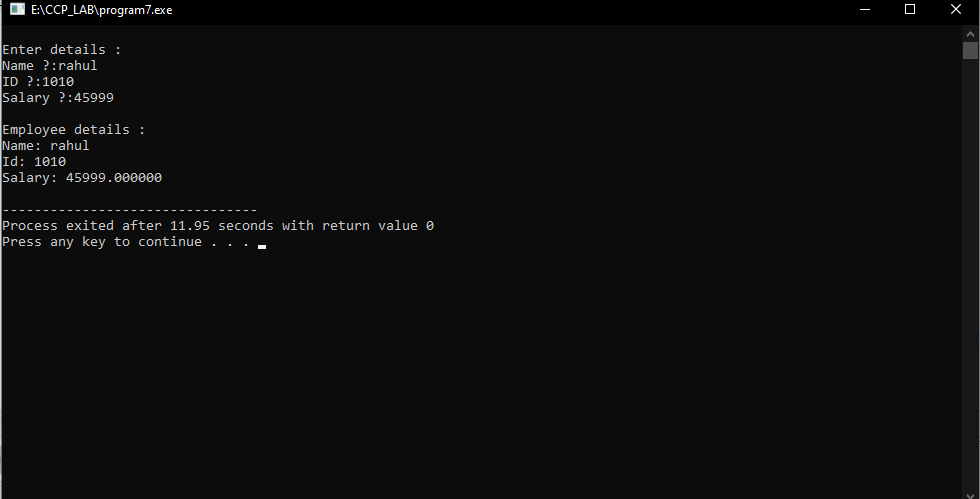 E:\CCP_LAB\program7.exe
Enter details :
Name ?:rahul
ID ?:1010
Salary ?:45999
Employee details :
Name: rahul
Id: 1010
Salary: 45999.000000
--------------------------------
Process exited after 11.95 seconds with return value 0
Press any key to continue . . .